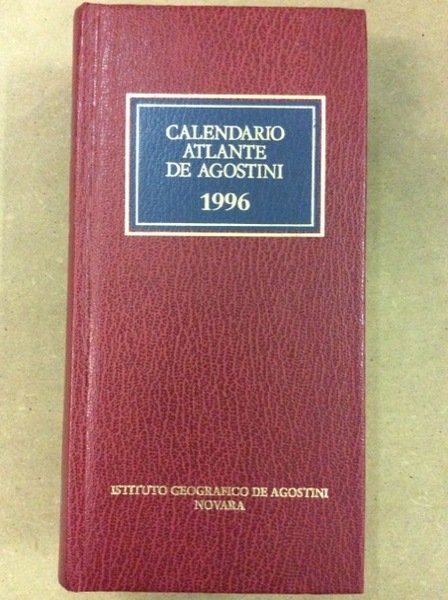 CALENDARIO
ATLANTE
DE AGOSTINI
1996
ISTITUTO GEOGRAFICO DE AGOSTINI
NOVARA